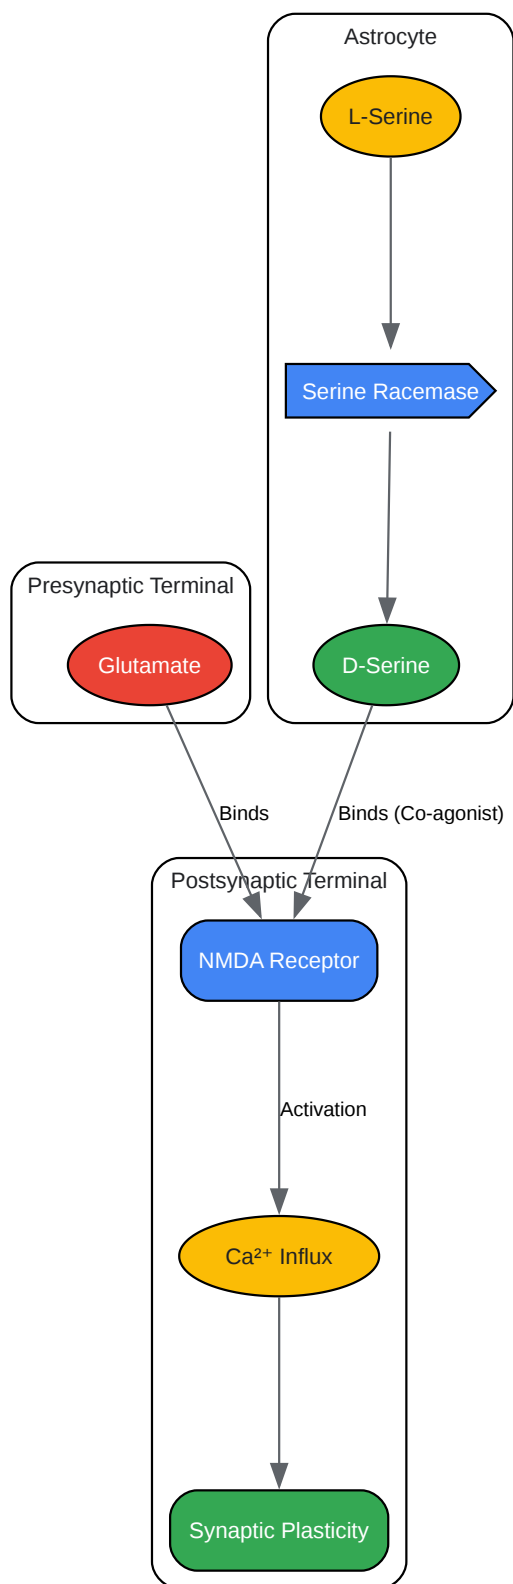 Astrocyte
L-Serine
Serine Racemase
Presynaptic Terminal
Glutamate
D-Serine
Binds
Binds (Co-agonist)
Postsynaptic Terminal
NMDA Receptor
Activation
Ca²⁺ Influx
Synaptic Plasticity